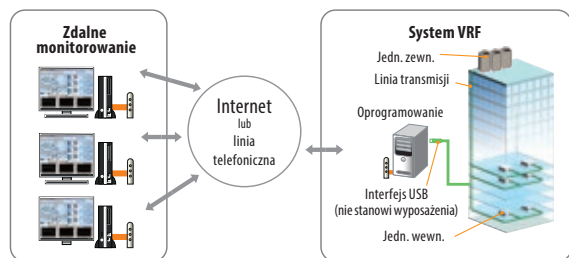 Zdalne
monitorowanie
Internet
lub
linia
telefoniczna
System VRF
Jedn. zewn.
Linia transmisji
Oprogramowanie
Interfejs USB
(nie stanowi wyposażenia)
Jedn. wewn.